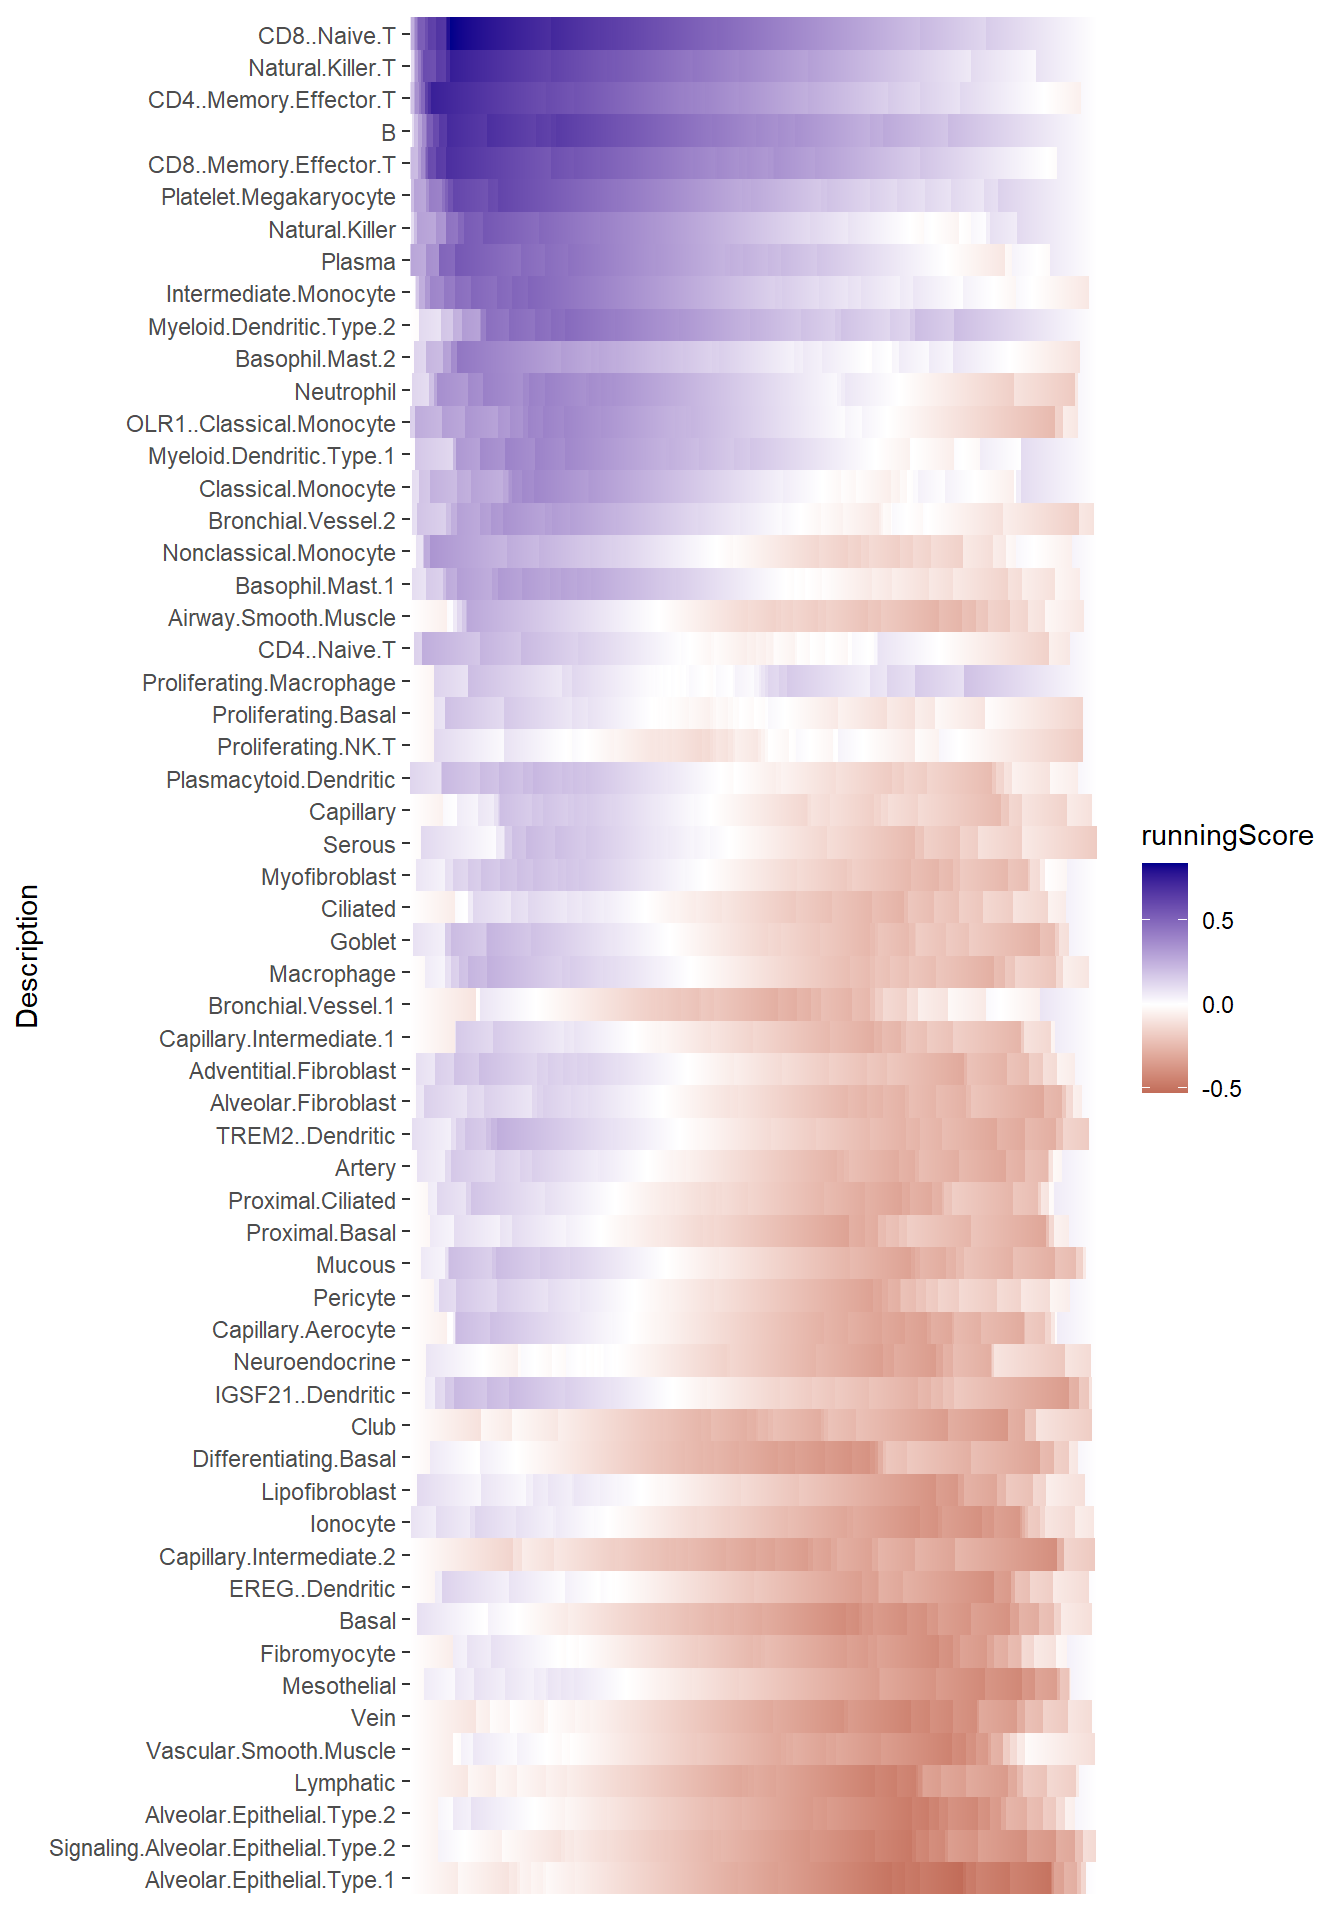 CD8..Naive.T
Natural.Killer.T
CD4..Memory.Effector.T
B
CD8..Memory.Effector.T
Platelet.Megakaryocyte
Natural.Killer
Plasma
Intermediate.Monocyte
Myeloid.Dendritic.Type.2
Basophil.Mast.2
Neutrophil
OLR1..Classical.Monocyte
Myeloid.Dendritic.Type.1
Classical.Monocyte
Bronchial.Vessel.2
Nonclassical.Monocyte
Basophil.Mast.1
Airway.Smooth.Muscle
CD4..Naive.T
Proliferating.Macrophage
Proliferating.Basal
Proliferating.NK.T
Plasmacytoid.Dendritic
Capillary
Serous
Myofibroblast
Ciliated
Goblet
Macrophage
Bronchial.Vessel.1
Capillary.Intermediate.1
Adventitial.Fibroblast
Alveolar.Fibroblast
TREM2..Dendritic
Artery
Proximal.Ciliated
Proximal.Basal
Mucous
Pericyte
Capillary.Aerocyte
Neuroendocrine
IGSF21..Dendritic
Club
Differentiating.Basal
Lipofibroblast
Ionocyte
Capillary.Intermediate.2
EREG..Dendritic
Basal
Fibromyocyte
Mesothelial
Vein
Vascular.Smooth.Muscle
Lymphatic
Alveolar.Epithelial.Type.2
Signaling.Alveolar.Epithelial.Type.2
Alveolar.Epithelial.Type.1
Description
runningScore
0.5
0.0
-0.5